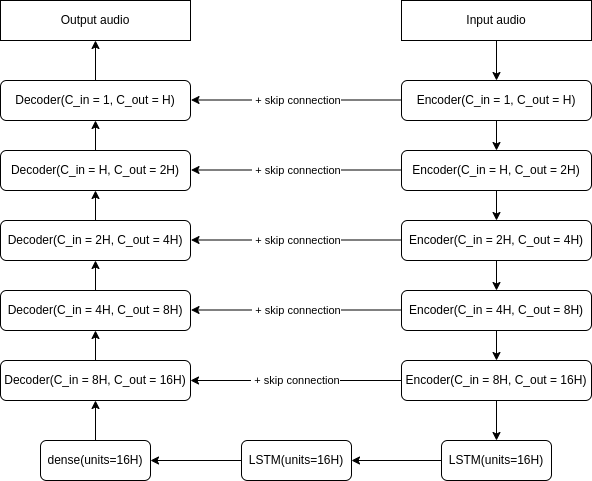 Output audio
Input audio
Decoder(C_in = 1, C_out = H)
+ skip connection
Encoder(C_in = 1, C_out = H)
Decoder(C_in = H, C_out = 2H)
+ skip connection
Encoder(C_in = H, C_out = 2H)
Decoder(C_in = 2H, C_out = 4H)
+ skip connection
Encoder(C_in = 2H, C_out = 4H)
Decoder(C_in = 4H, C_out = 8H)
+ skip connection
Encoder(C_in = 4H, C_out = 8H)
Decoder(C_in = 8H, C_out = 16H)
+ skip connection
Encoder(C_in = 8H, C_out = 16H)
dense(units=16H)
LSTM(units=16H)
LSTM(units=16H)